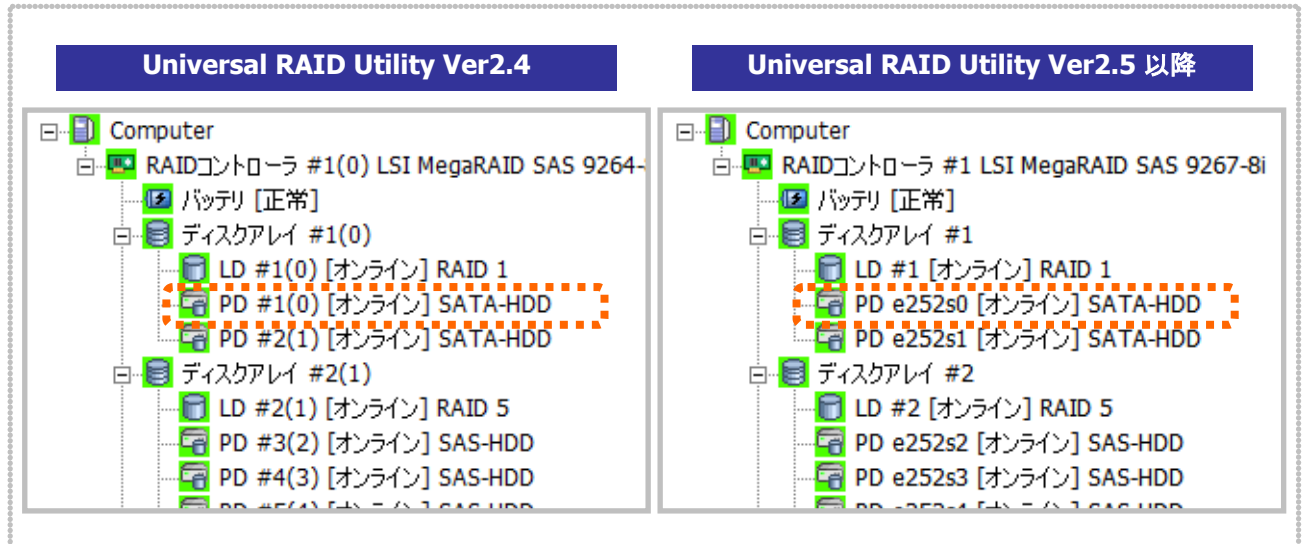 Universal RAID Utility Ver2.4
Computer
RAIDコントローラ #1(0) LSI MegaRAID SAS 9264-
バッテリ [正常]
ディスクアレイ #1(0)
LD #1(0) [オンライン] RAID 1
PD #1(0) [オンライン] SATA-HDD
PD #2(1) [オンライン] SATA-HDD
ディスクアレイ #2(1)
LD #2(1) [オンライン] RAID 5
PD #3(2) [オンライン] SAS-HDD
PD #4(3) [オンライン] SAS-HDD
Universal RAID Utility Ver2.5 以降
Computer
RAIDコントローラ #1 LSI MegaRAID SAS 9267-8i
バッテリ [正常]
ディスクアレイ #1
LD #1 [オンライン] RAID 1
PD e252s0 [オンライン] SATA-HDD
PD e252s1 [オンライン] SATA-HDD
ディスクアレイ #2
LD #2 [オンライン] RAID 5
PD e252s2 [オンライン] SAS-HDD
PD e252s3 [オンライン] SAS-HDD